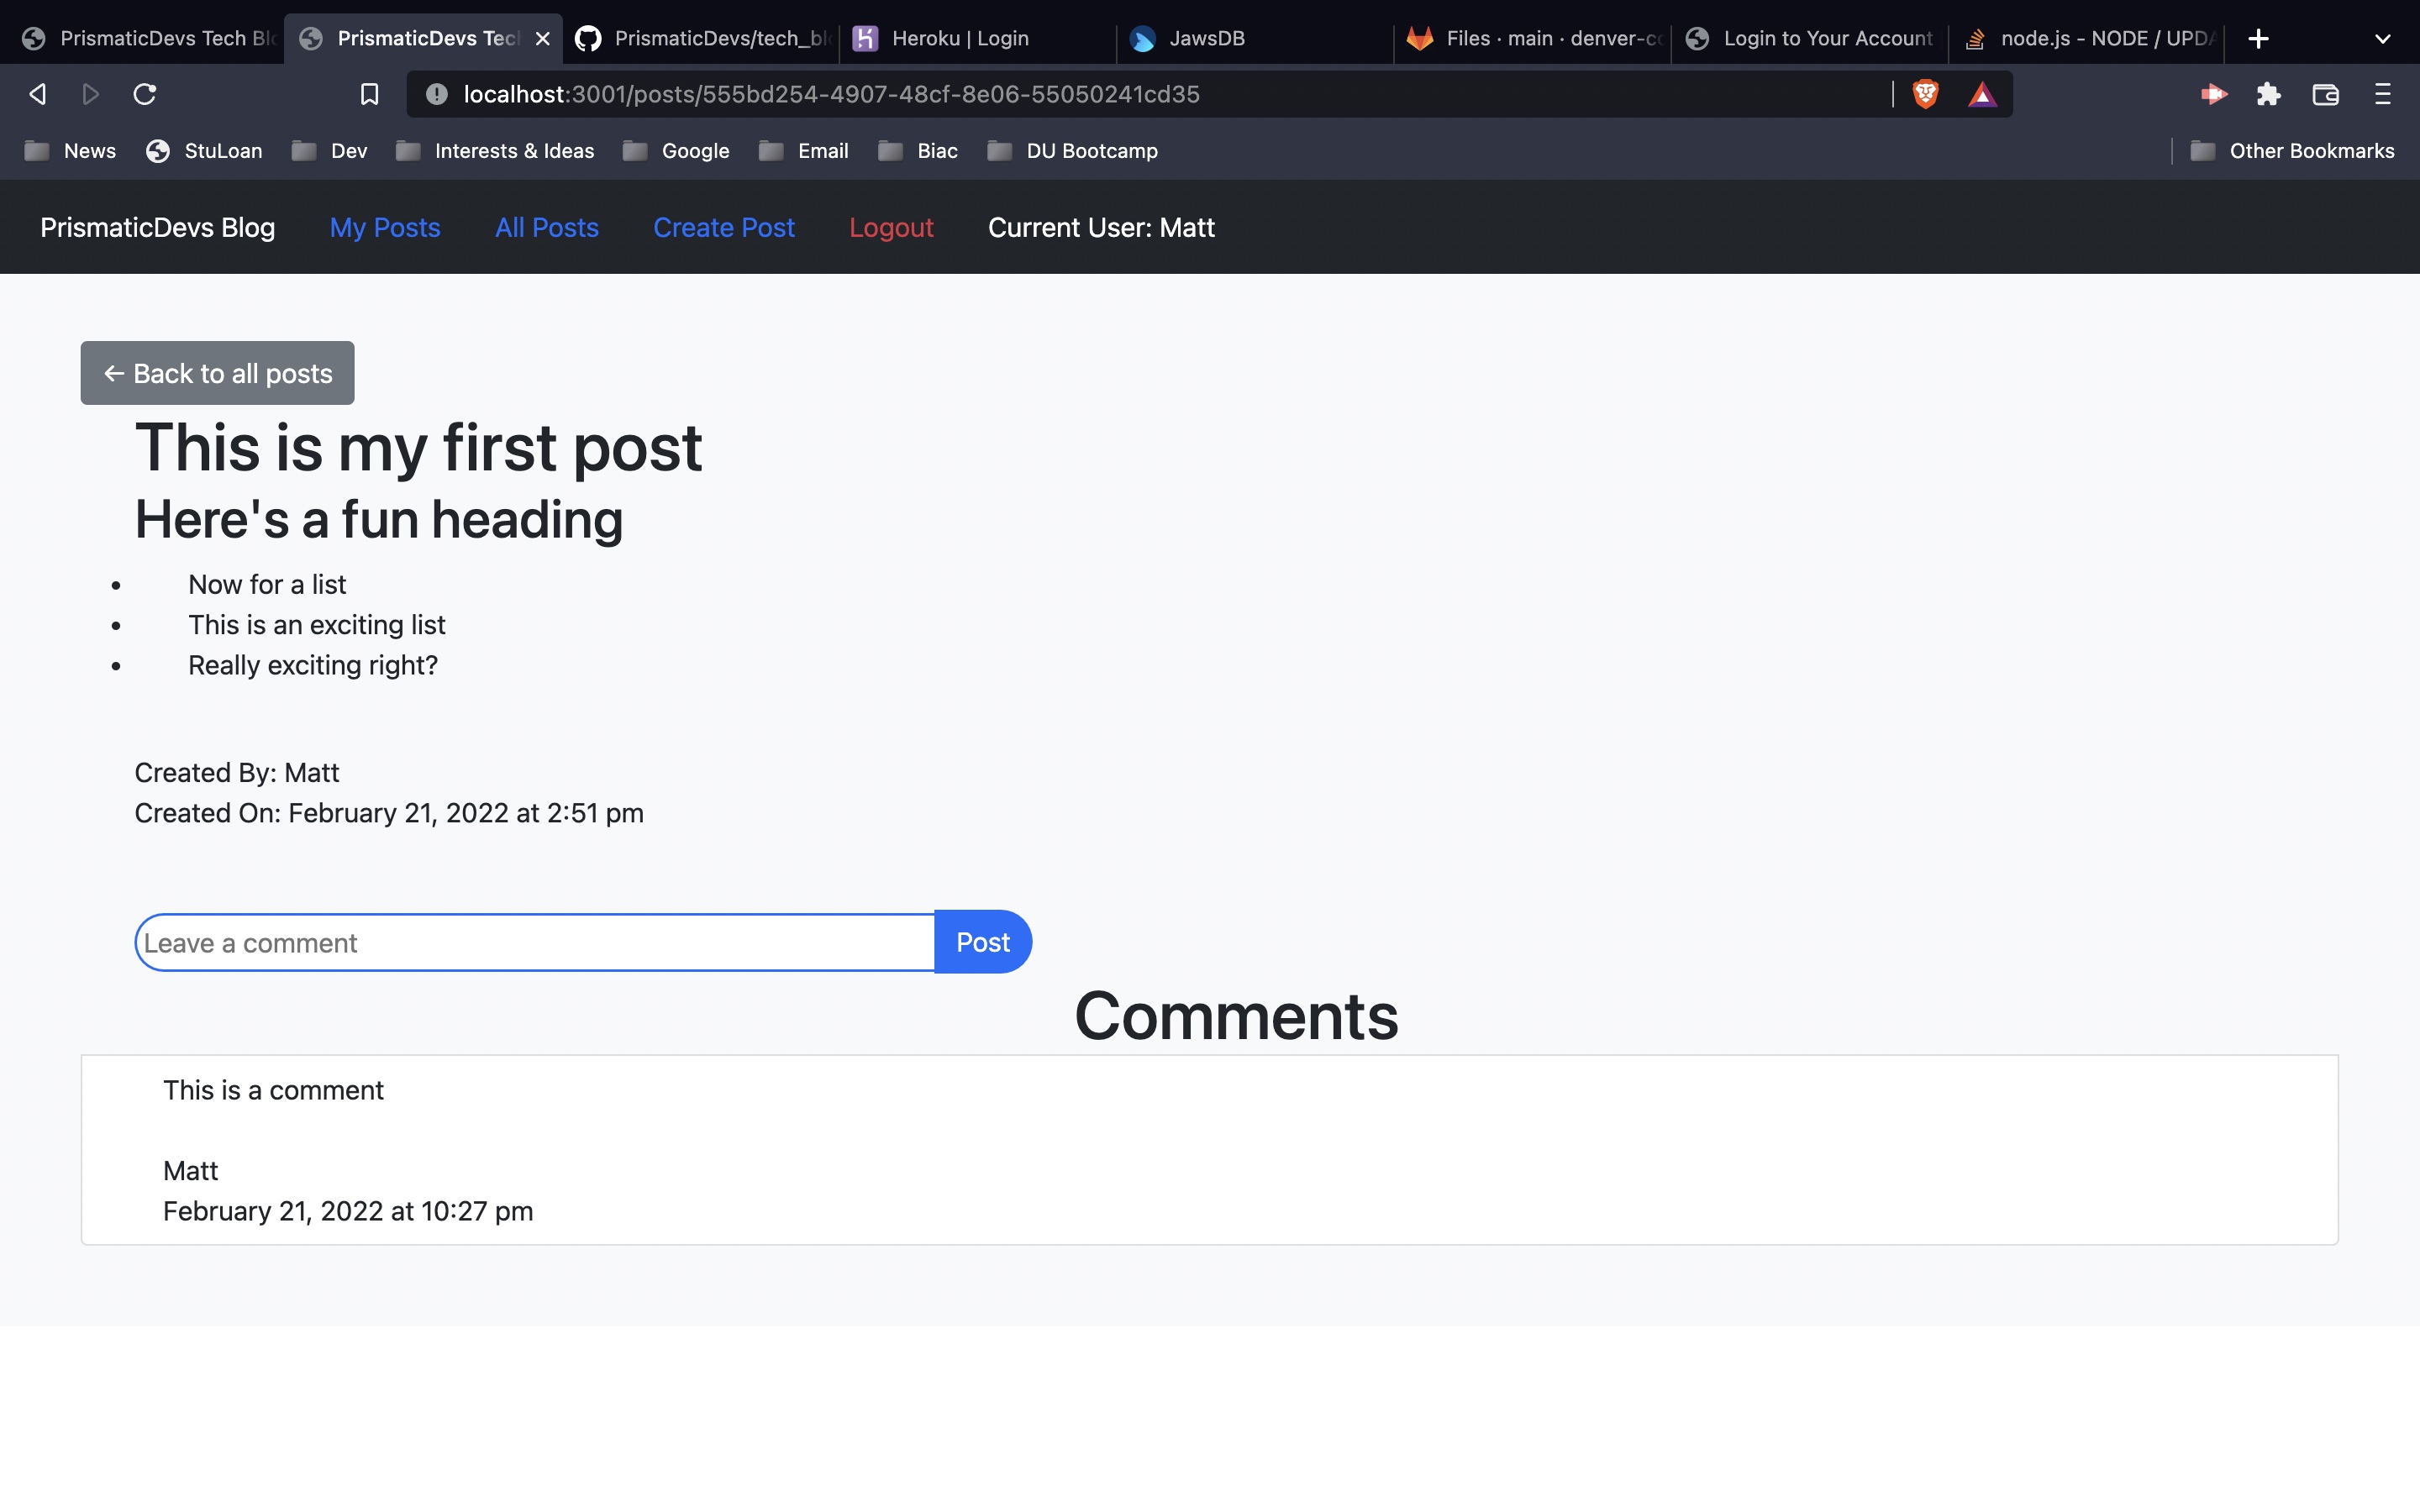 PrismaticDevs Tech Blo
PrismaticDevs Tec
PrismaticDevs/tech_bl
Heroku | Login
JawsDB
Files · main · denver-c
Login to Your Account
node.js - NODE / UPD
localhost:3001/posts/555bd254-4907-48cf-8e06-55050241cd35
News StuLoan Dev Interests & Ideas Google Email Biac DU Bootcamp Other Bookmarks
PrismaticDevs Blog My Posts All Posts Create Post Logout Current User: Matt
← Back to all posts
This is my first post
Here's a fun heading
• Now for a list
• This is an exciting list
• Really exciting right?
Created By: Matt
Created On: February 21, 2022 at 2:51 pm
Leave a comment Post
Comments
This is a comment
Matt
February 21, 2022 at 10:27 pm